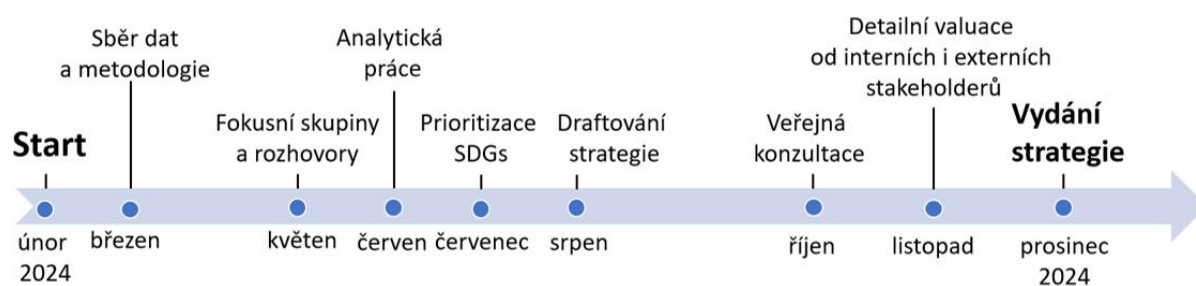 Start
Sběr dat
a metodologie
Fokusní skupiny
a rozhovory
Analytická
práce
Prioritizace
SDGs
Draftování
strategie
Veřejná
konzultace
Detailní valuace
od interních i externích
stakeholderů
Vydání
strategie
únor
2024
březen
květen
červen
červenec
srpen
říjen
listopad
prosinec
2024